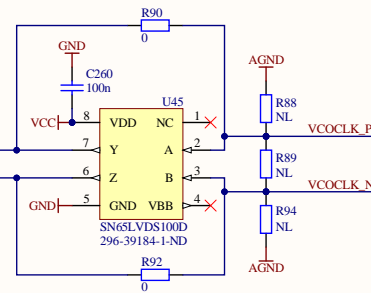 R90
0
GND
AGND
C260
100n
U45
R88
NL
VCC
8
VDD
NC
1
VCOCLK_P
7
Y
A
2
R89
NL
6
Z
B
3
VCOCLK_N
GND
5
GND
VBB
4
R94
NL
SN65LVDS100D
296-39184-1-ND
R92
0
AGND